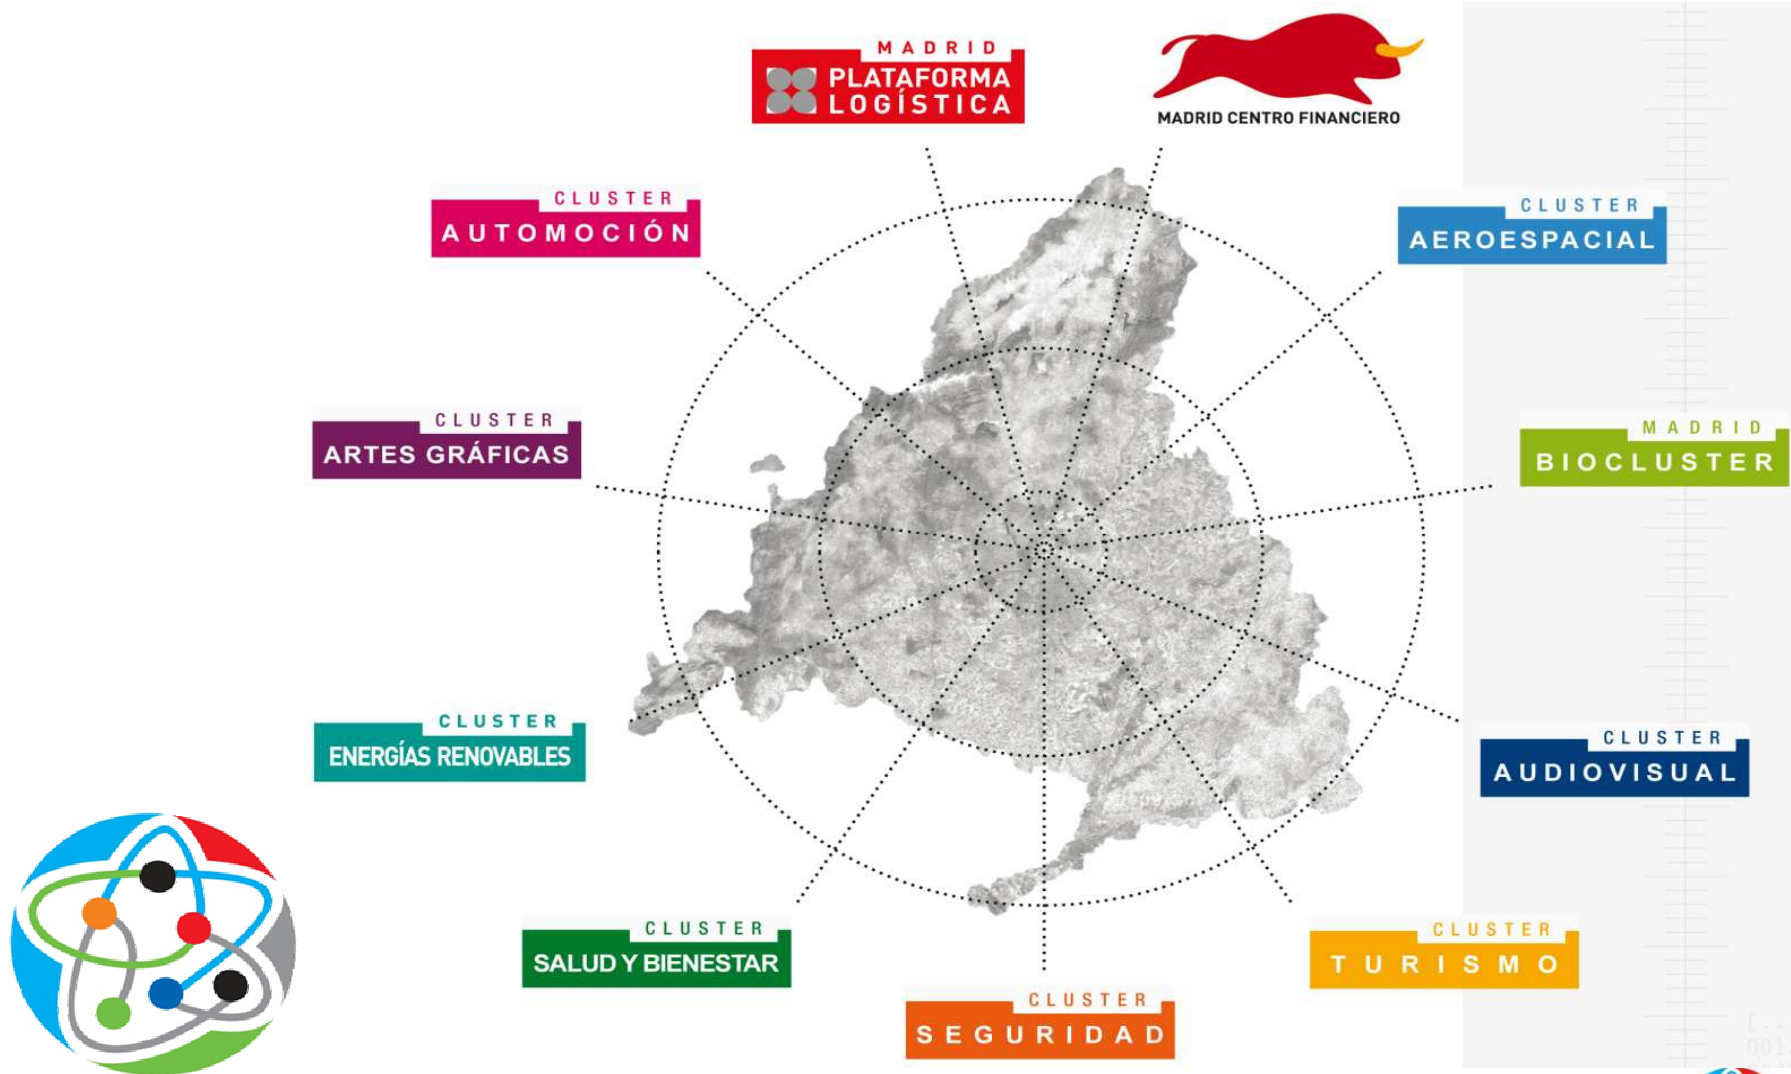 MADRID
PLATAFORMA
LOGÍSTICA
MADRID CENTRO FINANCIERO
CLUSTER
AUTOMOCIÓN
CLUSTER
AEROESPACIAL
CLUSTER
ARTES GRÁFICAS
MADRID
BIOCLUSTER
CLUSTER
ENERGÍAS RENOVABLES
CLUSTER
AUDIOVISUAL
CLUSTER
SALUD Y BIENESTAR
CLUSTER
TURISMO
CLUSTER
SEGURIDAD